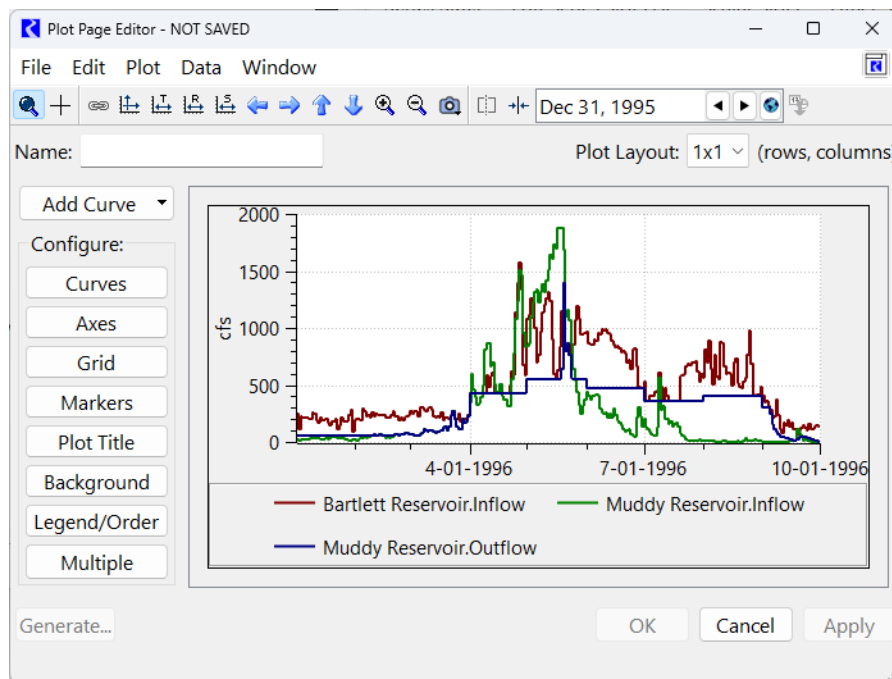 Plot Page Editor - NOT SAVED
File Edit Plot Data Window
T R S Dec 31, 1995
Name: Plot Layout: 1x1 (rows, columns
Add Curve
Configure:
Curves
Axes
Grid
Markers
Plot Title
Background
Legend/Order
Multiple
2000
1500
1000
500
0
cfs
4-01-1996 7-01-1996 10-01-1996
Bartlett Reservoir.Inflow Muddy Reservoir.Inflow
Muddy Reservoir.Outflow
Generate... OK Cancel Apply